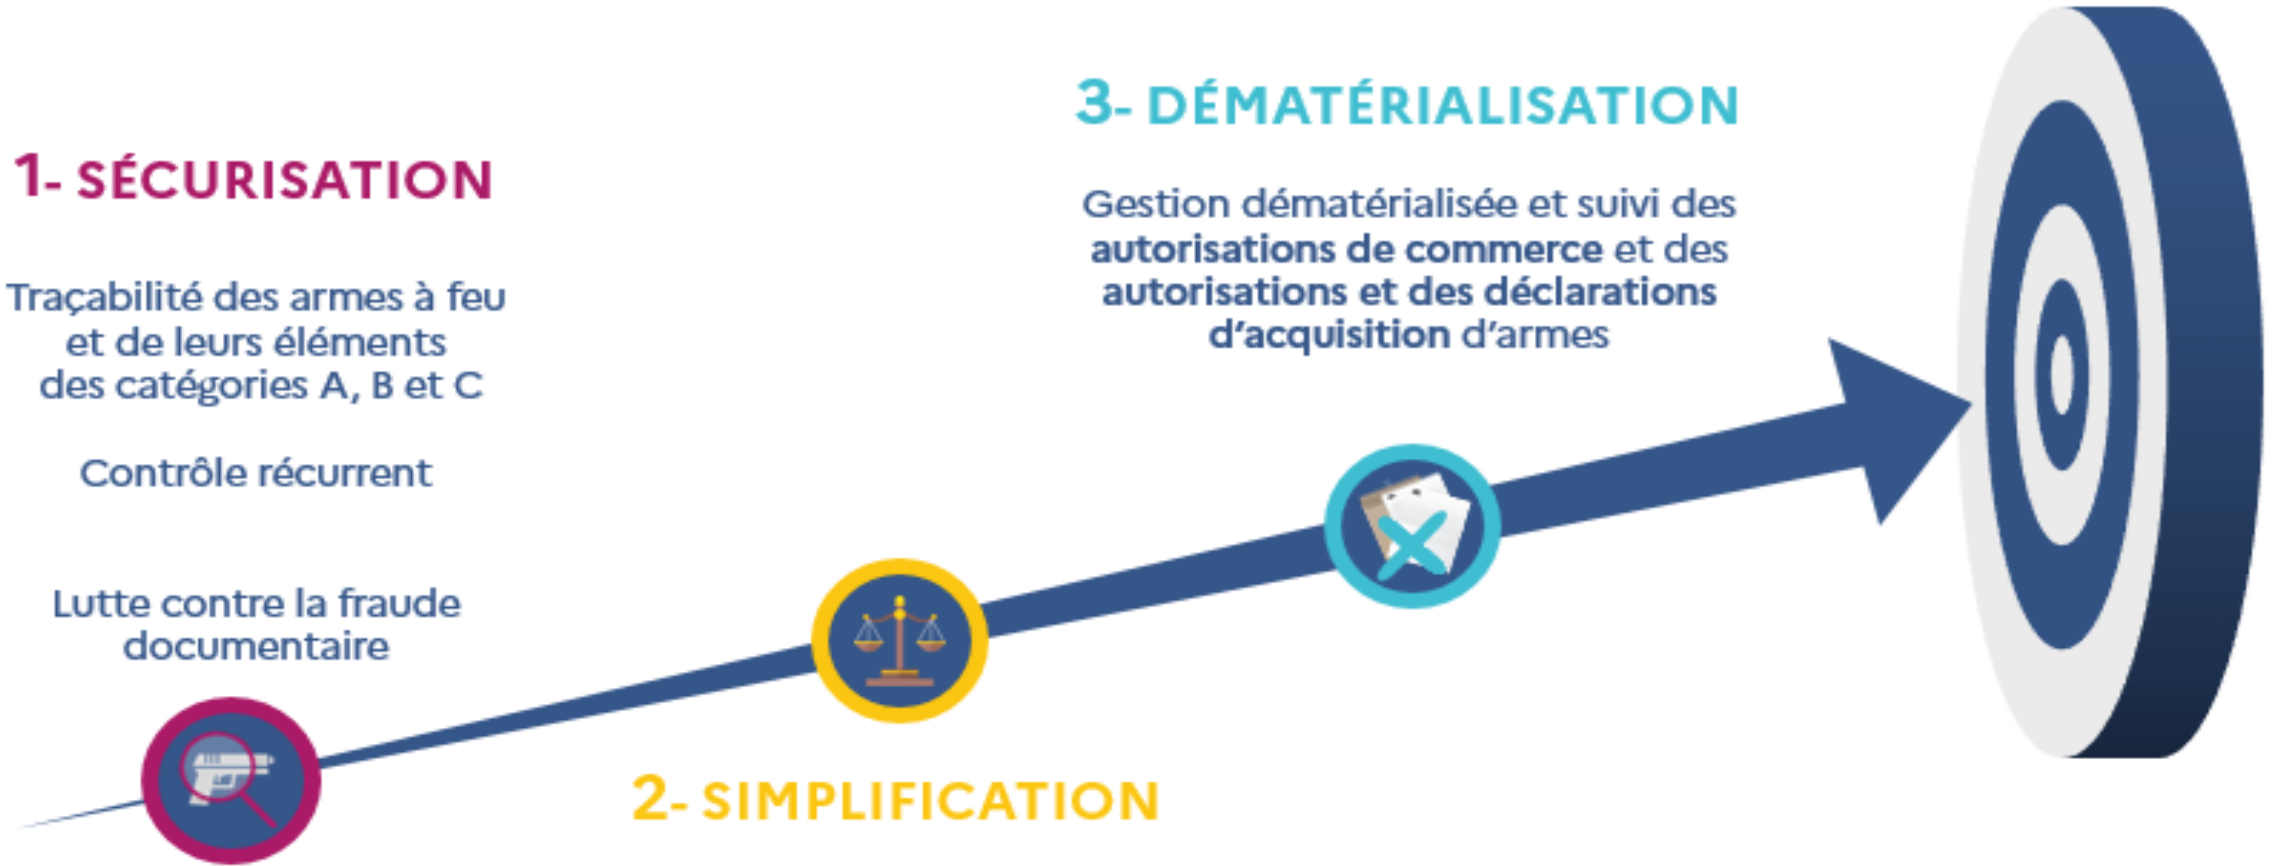 1- SÉCURISATION
Traçabilité des armes à feu
et de leurs éléments
des catégories A, B et C
Contrôle récurrent
Lutte contre la fraude
documentaire
2- SIMPLIFICATION
3- DÉMATÉRIALISATION
Gestion dématérialisée et suivi des
autorisations de commerce et des
autorisations et des déclarations
d’acquisition d’armes